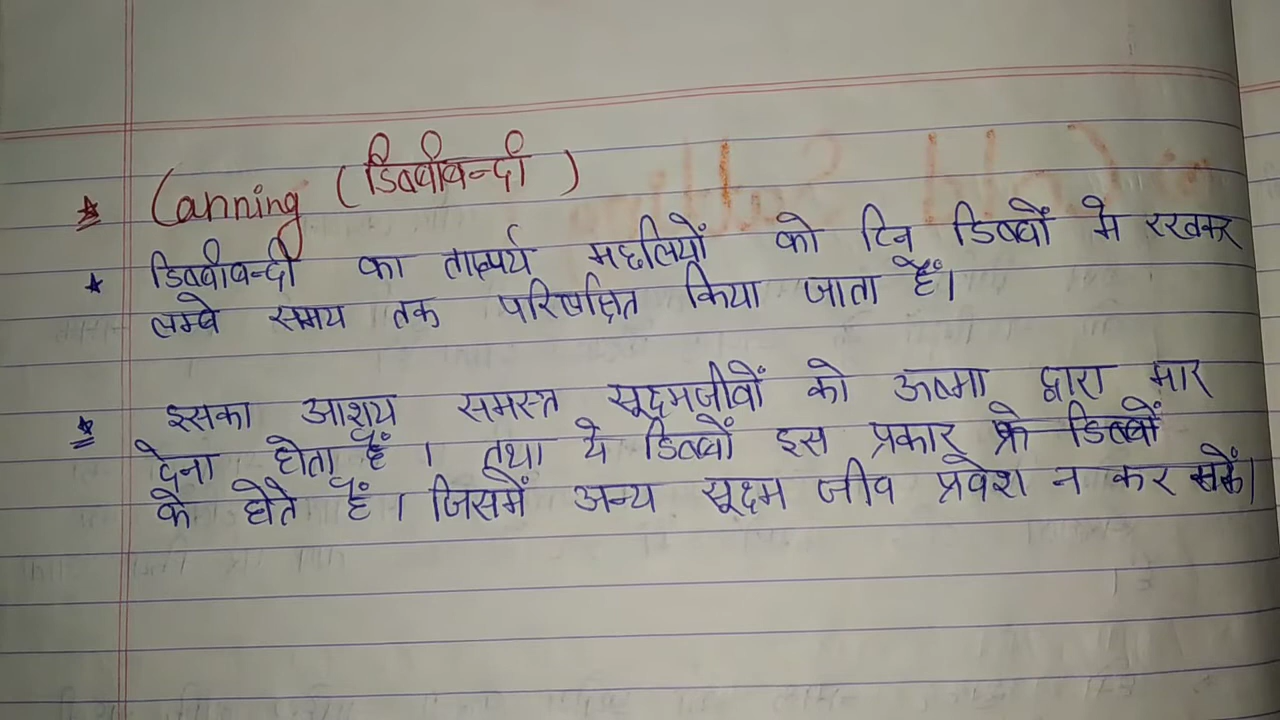 * Canning (डिब्बीबन्दी)
* डिब्बीबन्दी का तात्पर्य मछलियों को टिन डिब्बों मे रखकर
लम्बे समय तक परिरक्षित किया जाता हैं।
* इसका आशय समस्त सूक्ष्मजीवों को ऊष्मा द्वारा मार
देना होता हैं। तथा ये डिब्बों इस प्रकार के डिब्बों
के होते हैं। जिसमें अन्य सूक्ष्म जीव प्रवेश न कर सकें।